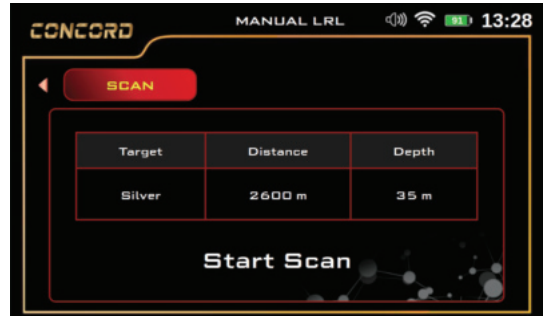 CONCORD MANUAL LRL 91 13:28
SCAN
Target Distance Depth
Silver 2600 m 35 m
Start Scan